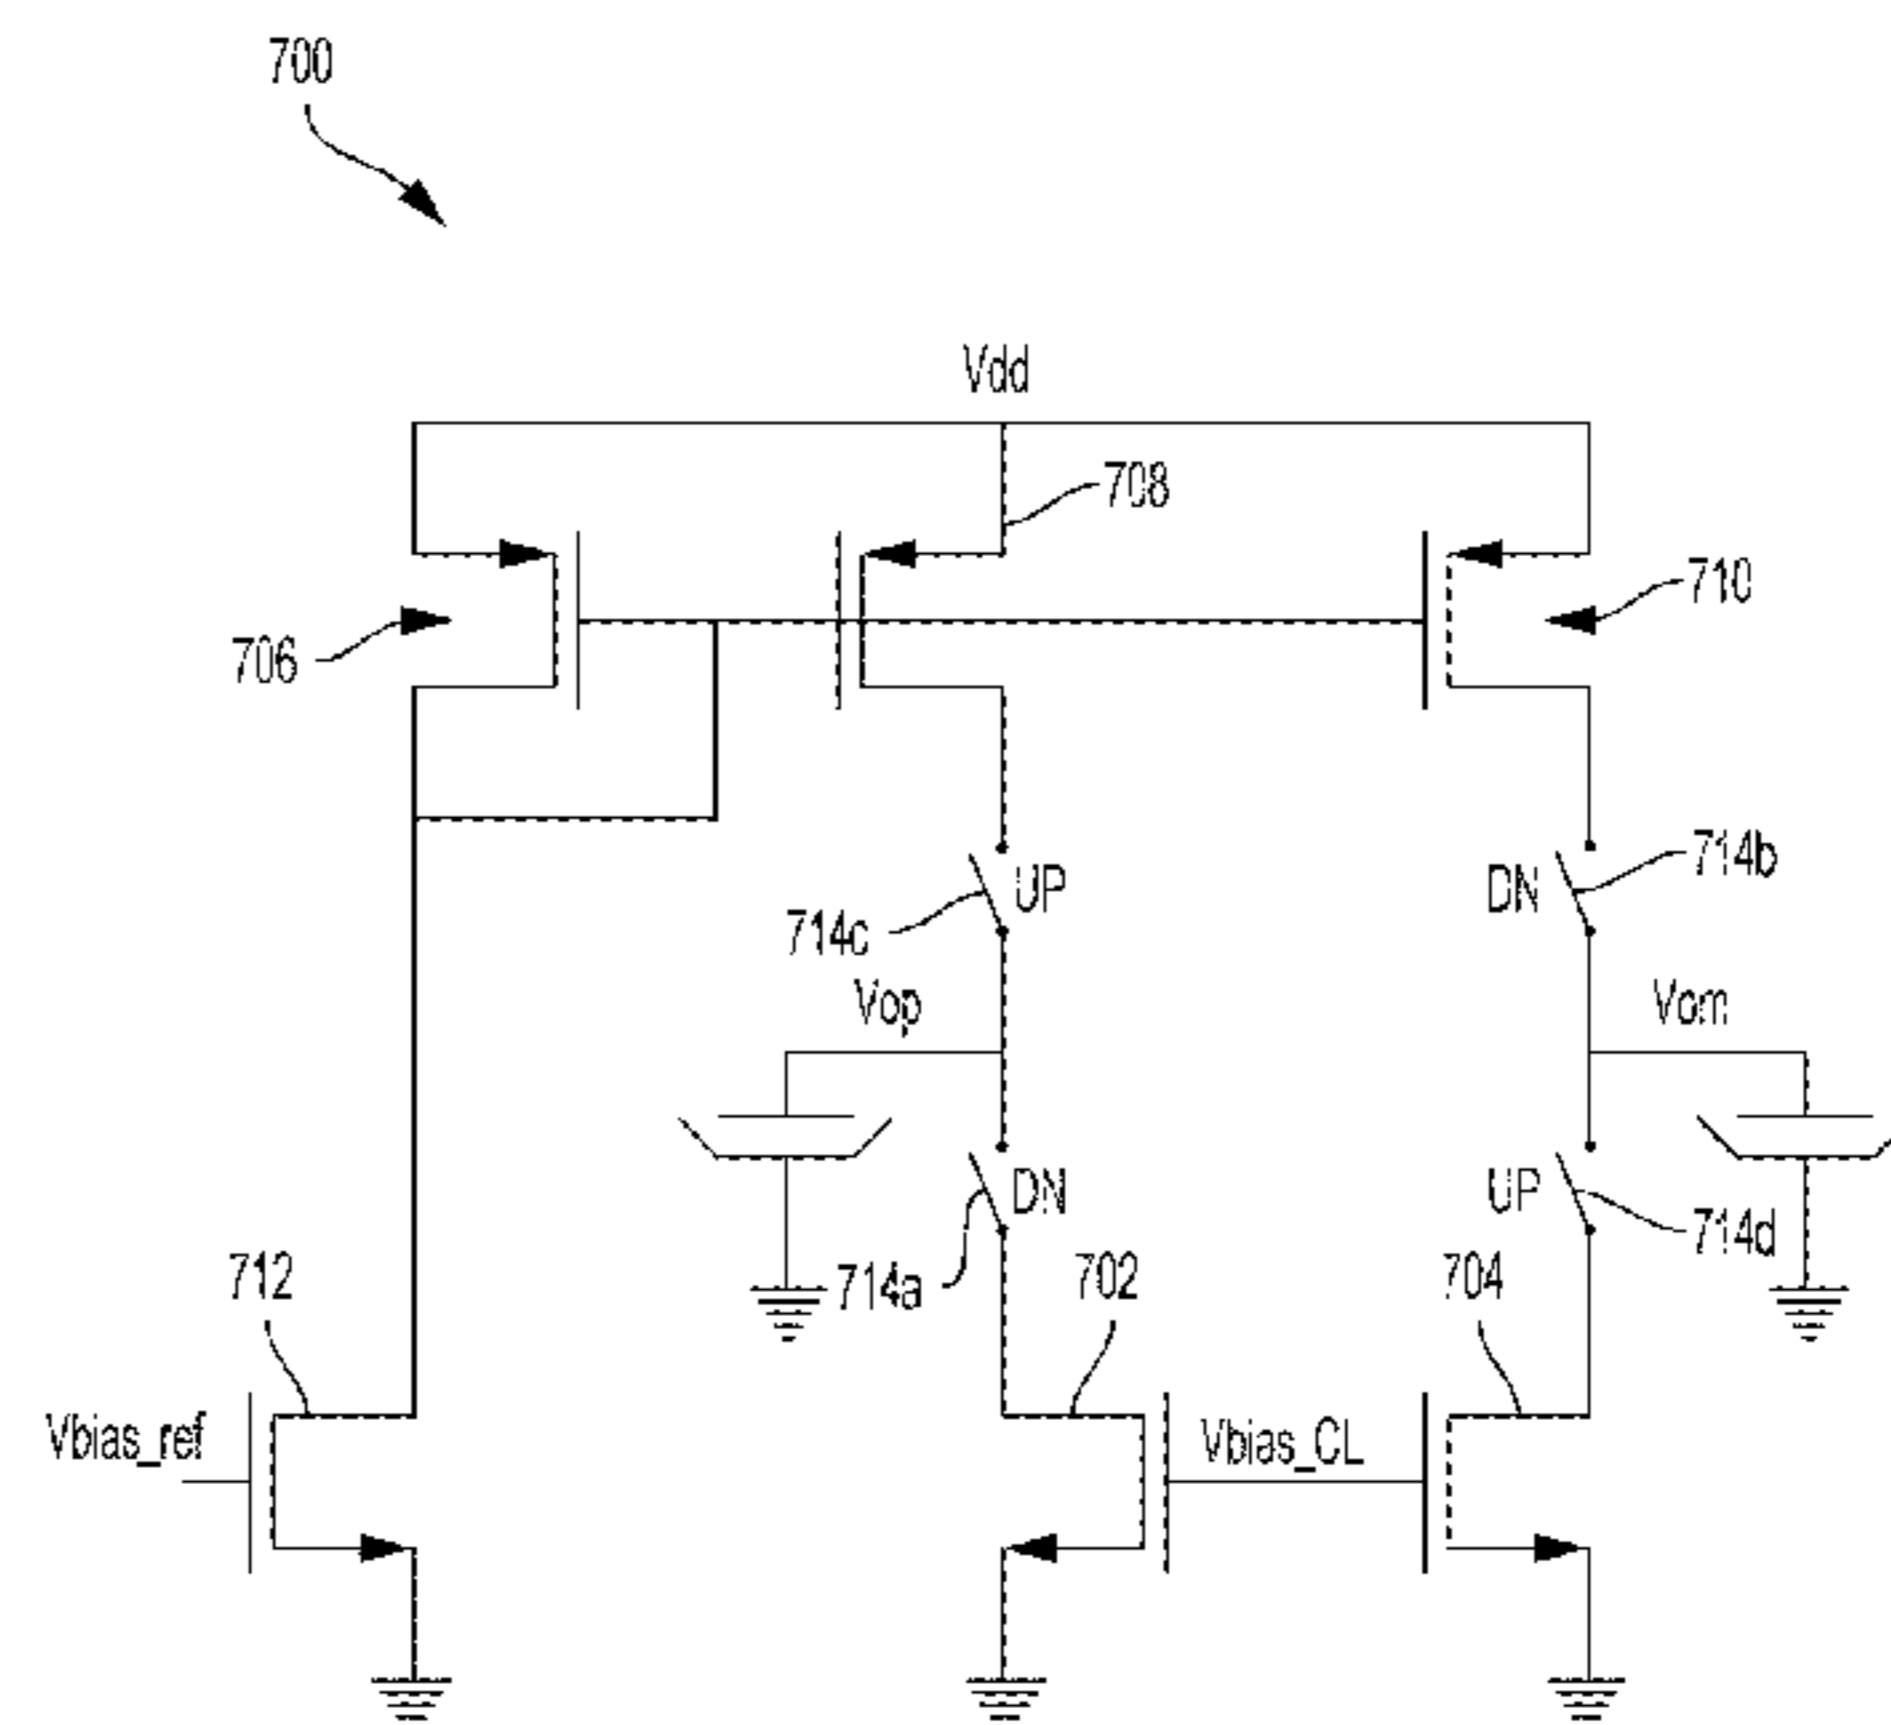 700
Vdd
708
710
706
UP
714c
DN
714b
Vop
Vom
DN
714a
UP
714d
712
702
704
Vbias_ref
Vbias_CL